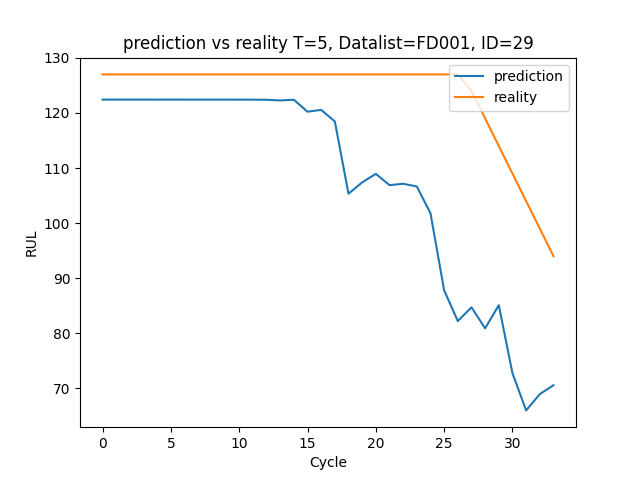 prediction vs reality T=5, Datalist=FD001, ID=29
prediction
reality
130
120
110
100
90
80
70
RUL
0 5 10 15 20 25 30
Cycle